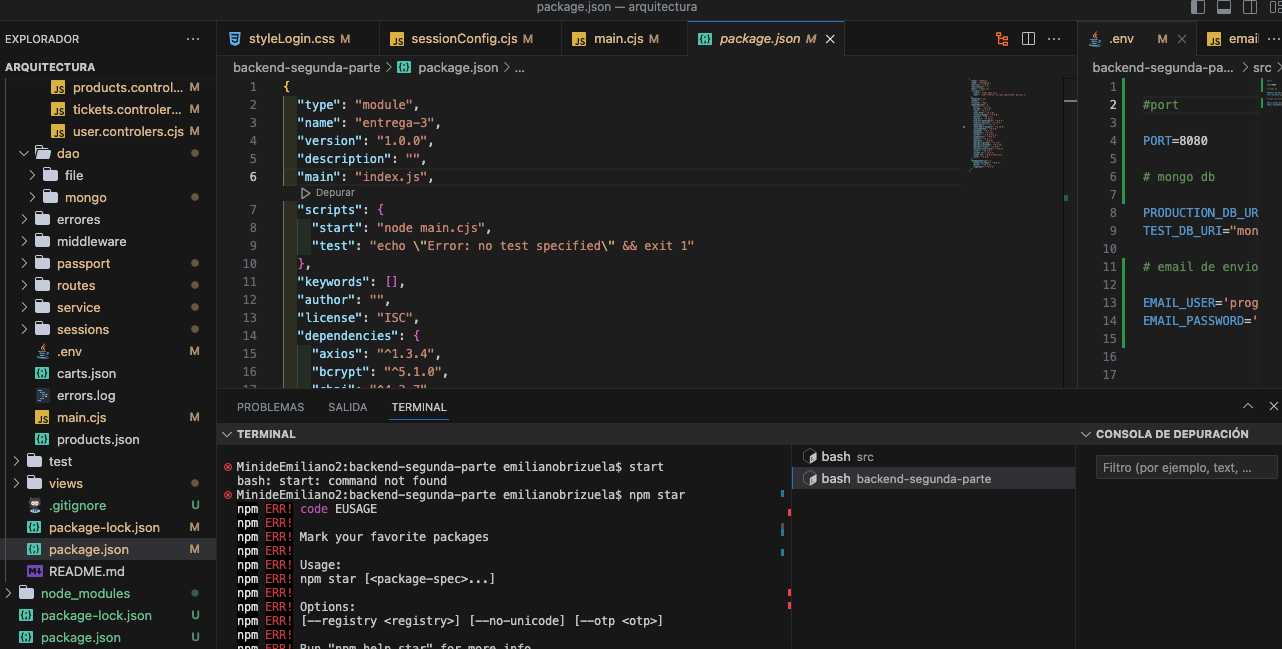 package.json — arquitectura
EXPLORADOR
ARQUITECTURA
products.control... M
tickets.controler... M
user.controlers.cjs M
dao
file
mongo
errores
middleware
passport
routes
service
sessions
.env M
carts.json
errors.log
main.cjs M
products.json
test
views
.gitignore U
package-lock.json M
package.json M
README.md
node_modules
package-lock.json U
package.json U
styleLogin.css M
sessionConfig.cjs M
main.cjs M
package.json M
backend-segunda-parte > package.json > ...
1 {
2 "type": "module",
3 "name": "entrega-3",
4 "version": "1.0.0",
5 "description": "",
6 "main": "index.js",
Depurar
7 "scripts": {
8 "start": "node main.cjs",
9 "test": "echo \"Error: no test specified\" && exit 1"
10 },
11 "keywords": [],
12 "author": "",
13 "license": "ISC",
14 "dependencies": {
15 "axios": "^1.3.4",
16 "bcrypt": "^5.1.0",
.env M
email
backend-segunda-pa... > src >
1
2 #port
3
4 PORT=8080
5
6 # mongo db
7
8 PRODUCTION_DB_UR
9 TEST_DB_URI="mon
10
11 # email de envio
12
13 EMAIL_USER='prog
14 EMAIL_PASSWORD='
15
16
17
PROBLEMAS
SALIDA
TERMINAL
TERMINAL
MinideEmiliano2:backend-segunda-parte emilianobrizuela$ start
bash: start: command not found
MinideEmiliano2:backend-segunda-parte emilianobrizuela$ npm star
npm ERR! code EUSAGE
npm ERR!
npm ERR! Mark your favorite packages
npm ERR!
npm ERR! Usage:
npm ERR! npm star [<package-spec>...]
npm ERR!
npm ERR! Options:
npm ERR! [--registry <registry>] [--no-unicode] [--otp <otp>]
npm ERR!
npm ERR! Run "npm help star" for more info
bash src
bash backend-segunda-parte
CONSOLA DE DEPURACIÓN
Filtro (por ejemplo, text, ...